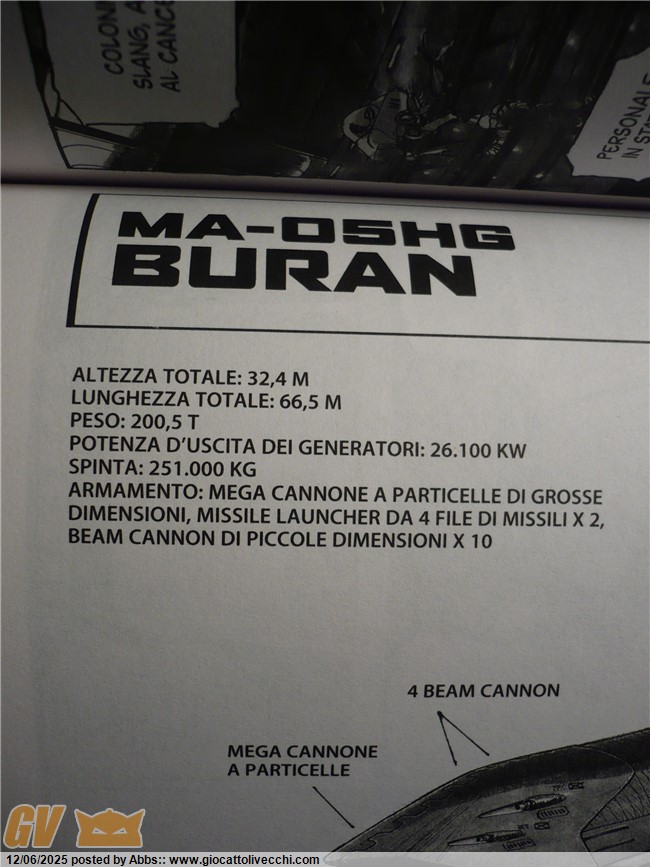 COLON
SLANG, A
AL CANCE
PERSONALE
IN ST
MA-05HG
BURAN
ALTEZZA TOTALE: 32,4 M
LUNGHEZZA TOTALE: 66,5 M
PESO: 200,5 T
POTENZA D'USCITA DEI GENERATORI: 26.100 KW
SPINTA: 251.000 KG
ARMAMENTO: MEGA CANNONE A PARTICELLE DI GROSSE
DIMENSIONI, MISSILE LAUNCHER DA 4 FILE DI MISSILI X 2,
BEAM CANNON DI PICCOLE DIMENSIONI X 10
4 BEAM CANNON
MEGA CANNONE
A PARTICELLE
GV
12/06/2025 posted by Abbs:: www.giocattolivecchi.com